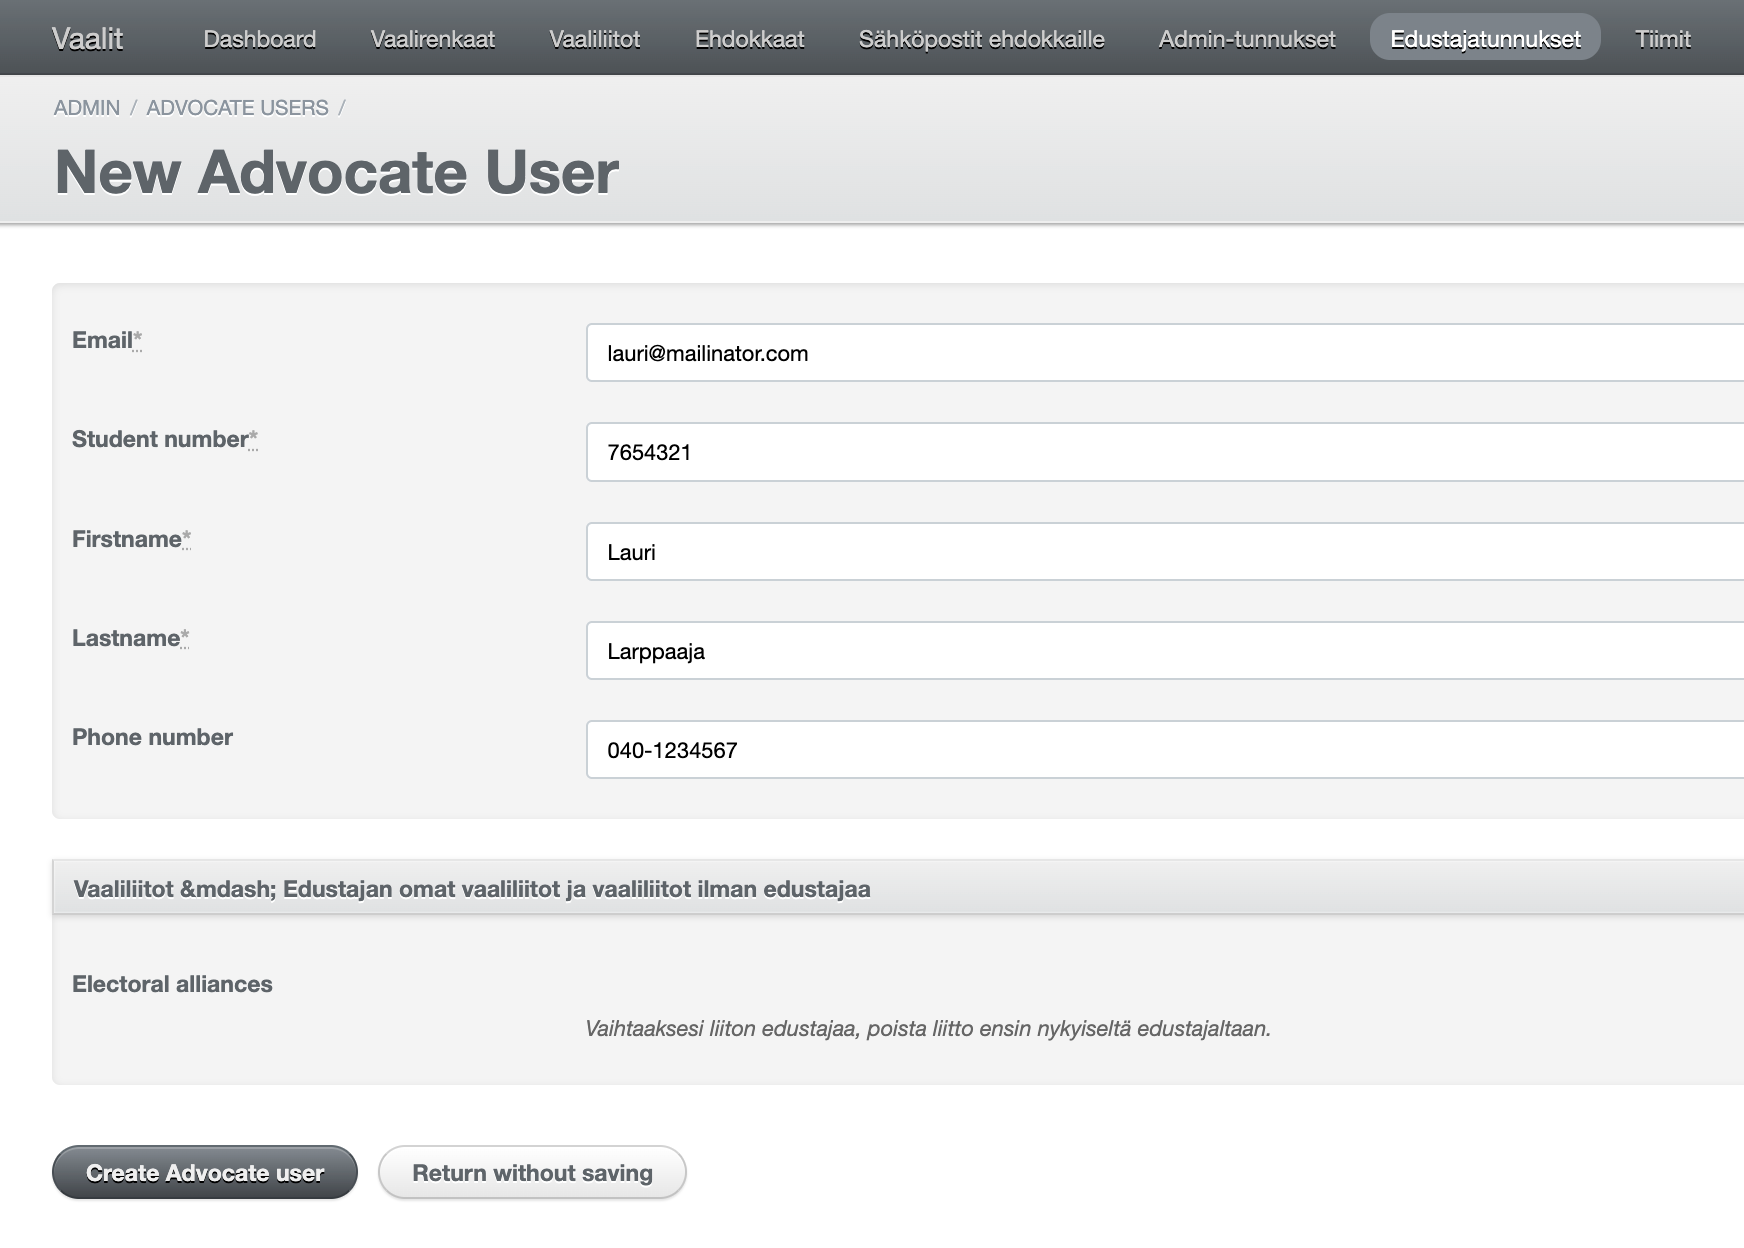 Vaalit Dashboard Vaalirenkaat Vaaliliitot Ehdokkaat Sähköpostit ehdokkaille Admin-tunnukset Edustajatunnukset Tiimit
ADMIN / ADVOCATE USERS /
New Advocate User
Email* lauri@mailinator.com
Student number* 7654321
Firstname* Lauri
Lastname* Larppaaja
Phone number 040-1234567
Vaaliliitot &mdash; Edustajan omat vaaliliitot ja vaaliliitot ilman edustajaa
Electoral alliances
Vaihtaaksesi liiton edustajaa, poista liitto ensin nykyiseltä edustajaltaan.
Create Advocate user Return without saving